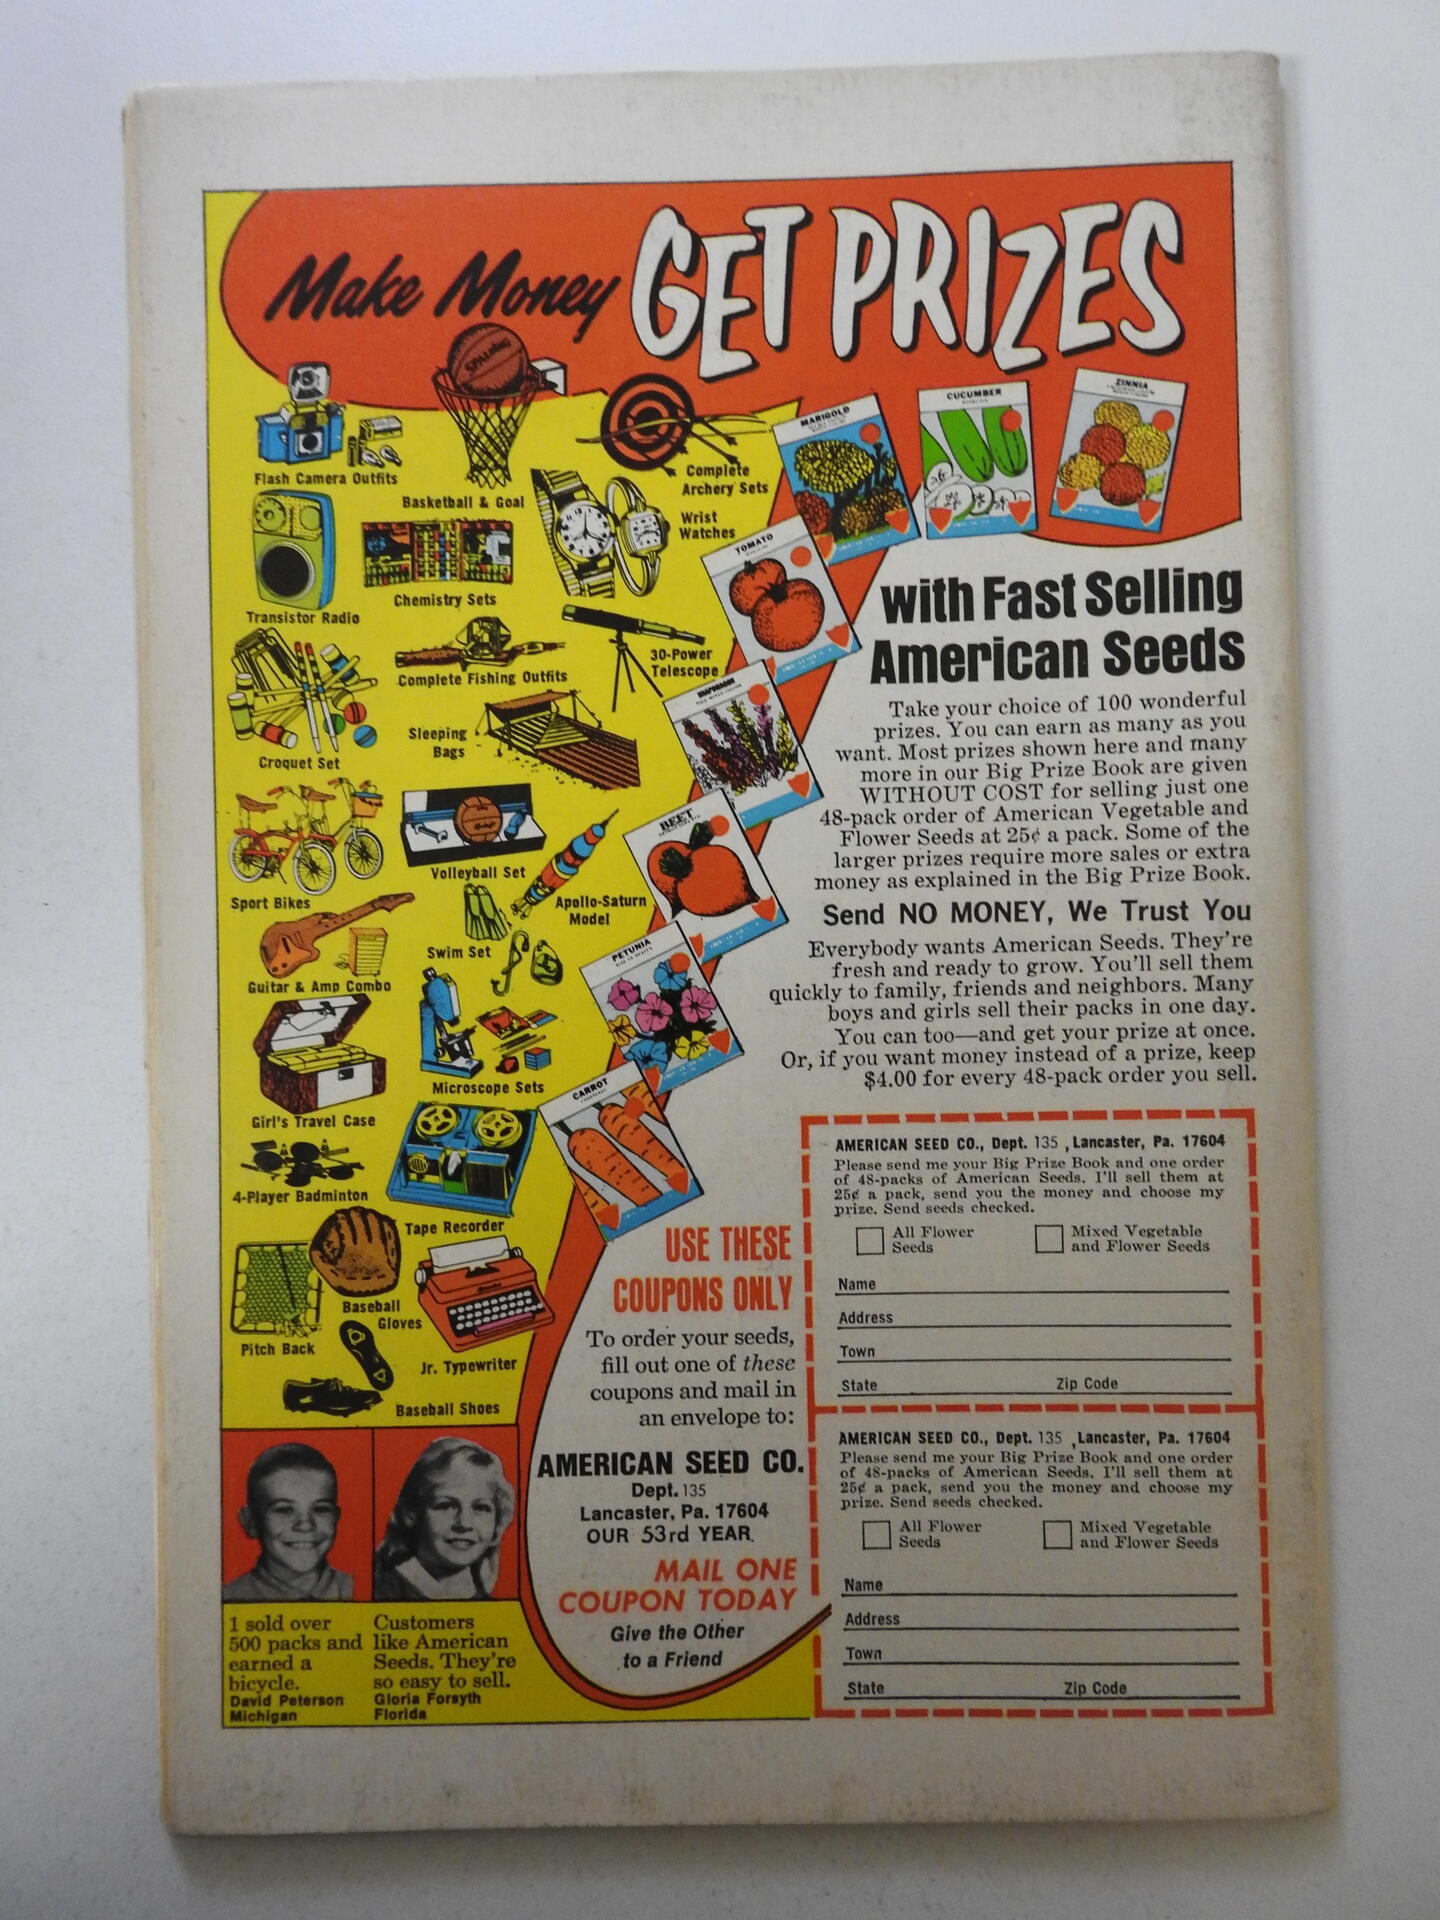 Make Money GET PRIZES
SPALDING
Flash Camera Outfits
Basketball & Goal
Complete
Archery Sets
Wrist
Watches
Transistor Radio
Chemistry Sets
30-Power
Telescope
Complete Fishing Outfits
Croquet Set
Sleeping
Bags
Sport Bikes
Volleyball Set
Apollo-Saturn
Model
Swim Set
Guitar & Amp Combo
Microscope Sets
Girl's Travel Case
4-Player Badminton
Tape Recorder
Baseball
Gloves
Pitch Back
Jr. Typewriter
Baseball Shoes
MARIGOLD
CUCUMBER
ZINNIA
TOMATO
BEET
PETUNIA
CARROT
with Fast Selling
American Seeds
Take your choice of 100 wonderful
prizes. You can earn as many as you
want. Most prizes shown here and many
more in our Big Prize Book are given
WITHOUT COST for selling just one
48-pack order of American Vegetable and
Flower Seeds at 25¢ a pack. Some of the
larger prizes require more sales or extra
money as explained in the Big Prize Book.
Send NO MONEY, We Trust You
Everybody wants American Seeds. They're
fresh and ready to grow. You'll sell them
quickly to family, friends and neighbors. Many
boys and girls sell their packs in one day.
You can too—and get your prize at once.
Or, if you want money instead of a prize, keep
$4.00 for every 48-pack order you sell.
USE THESE
COUPONS ONLY
To order your seeds,
fill out one of these
coupons and mail in
an envelope to:
AMERICAN SEED CO.
Dept. 135
Lancaster, Pa. 17604
OUR 53rd YEAR
MAIL ONE
COUPON TODAY
Give the Other
to a Friend
AMERICAN SEED CO., Dept. 135 , Lancaster, Pa. 17604
Please send me your Big Prize Book and one order
of 48-packs of American Seeds. I'll sell them at
25¢ a pack, send you the money and choose my
prize. Send seeds checked.
All Flower
Seeds
Mixed Vegetable
and Flower Seeds
Name
Address
Town
State Zip Code
AMERICAN SEED CO., Dept. 135 , Lancaster, Pa. 17604
Please send me your Big Prize Book and one order
of 48-packs of American Seeds. I'll sell them at
25¢ a pack, send you the money and choose my
prize. Send seeds checked.
All Flower
Seeds
Mixed Vegetable
and Flower Seeds
Name
Address
Town
State Zip Code
I sold over
500 packs and
earned a
bicycle.
David Peterson
Michigan
Customers
like American
Seeds. They're
so easy to sell.
Gloria Forsyth
Florida